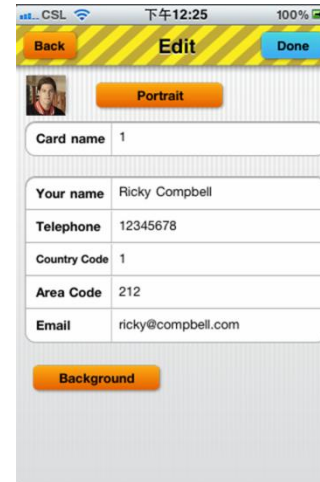 CSL 下午12:25 100%
Back Edit Done
Portrait
Card name 1
Your name Ricky Compbell
Telephone 12345678
Country Code 1
Area Code 212
Email ricky@compbell.com
Background